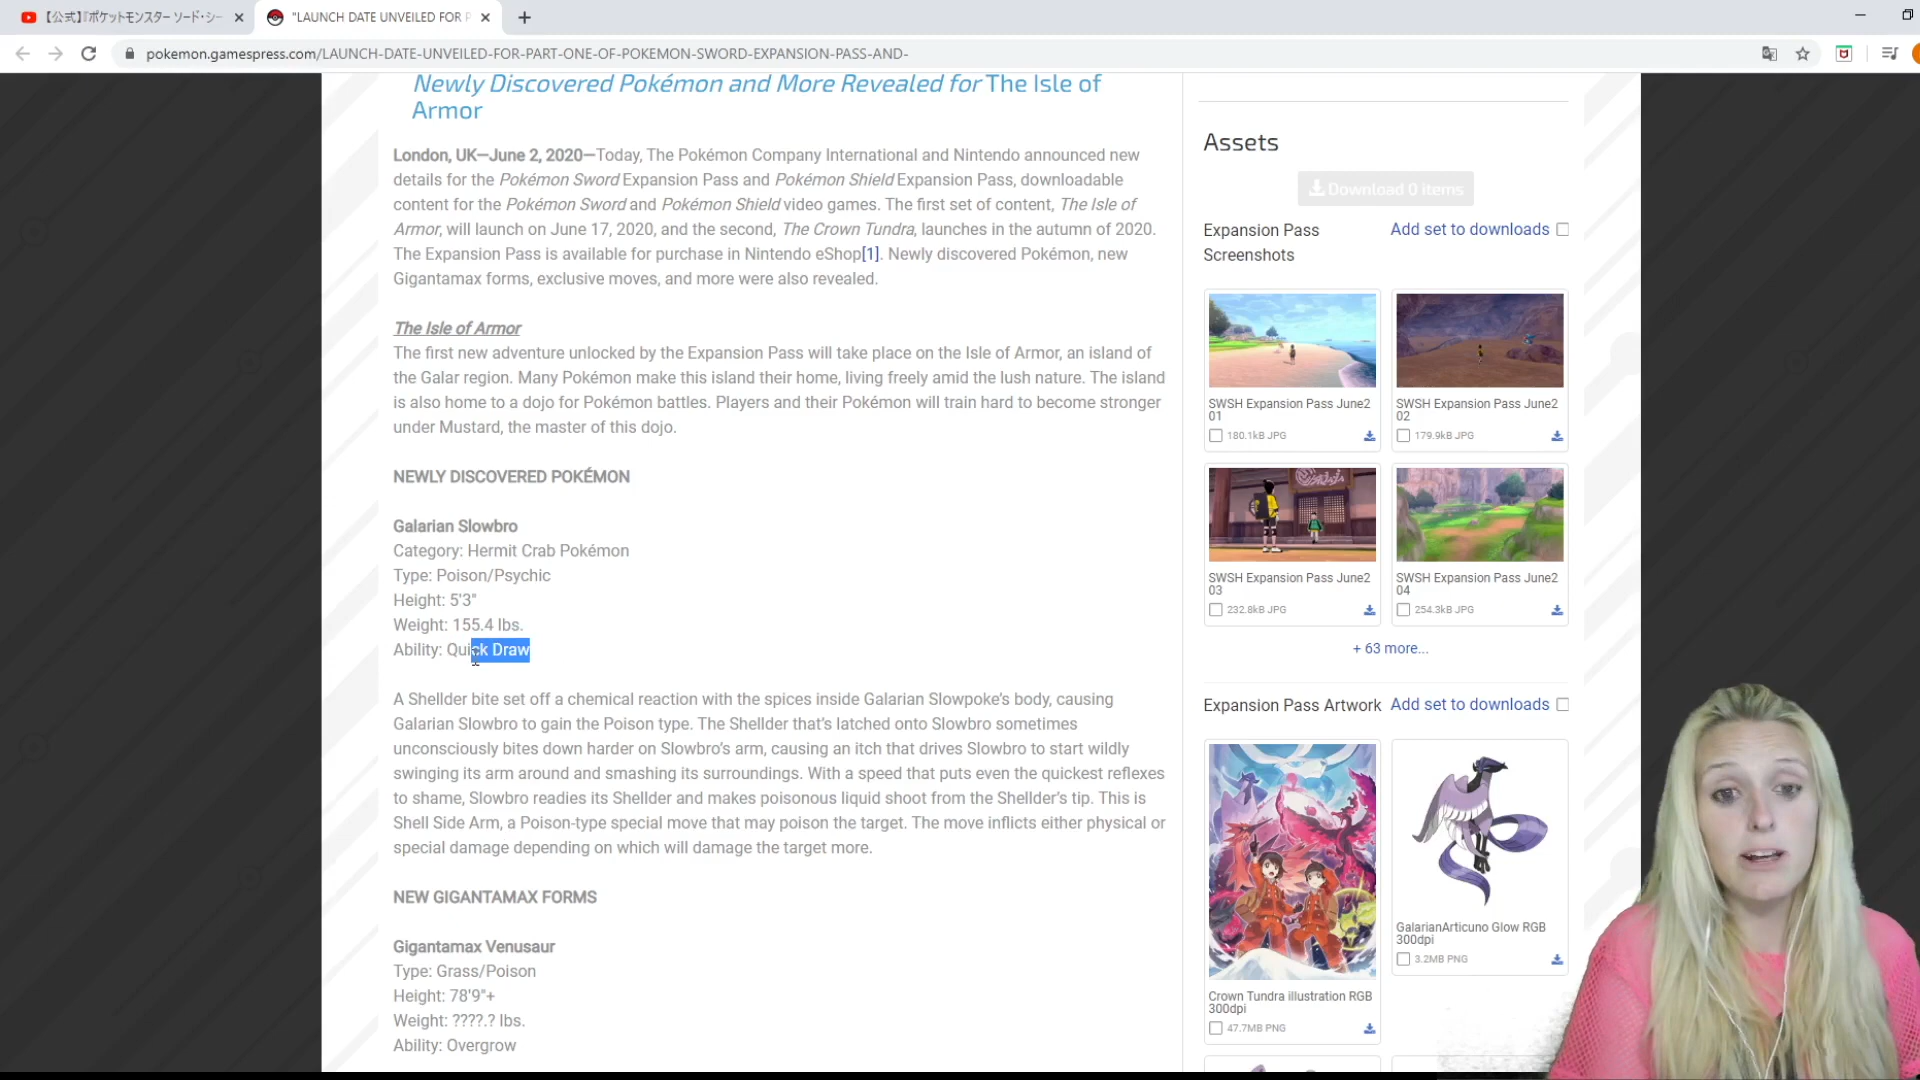 【公式】『ポケットモンスター ソード・シー
"LAUNCH DATE UNVEILED FOR P
pokemon.gamespress.com/LAUNCH-DATE-UNVEILED-FOR-PART-ONE-OF-POKEMON-SWORD-EXPANSION-PASS-AND-
Newly Discovered Pokémon and More Revealed for The Isle of
Armor
London, UK—June 2, 2020—Today, The Pokémon Company International and Nintendo announced new
details for the Pokémon Sword Expansion Pass and Pokémon Shield Expansion Pass, downloadable
content for the Pokémon Sword and Pokémon Shield video games. The first set of content, The Isle of
Armor, will launch on June 17, 2020, and the second, The Crown Tundra, launches in the autumn of 2020.
The Expansion Pass is available for purchase in Nintendo eShop[1]. Newly discovered Pokémon, new
Gigantamax forms, exclusive moves, and more were also revealed.
The Isle of Armor
The first new adventure unlocked by the Expansion Pass will take place on the Isle of Armor, an island of
the Galar region. Many Pokémon make this island their home, living freely amid the lush nature. The island
is also home to a dojo for Pokémon battles. Players and their Pokémon will train hard to become stronger
under Mustard, the master of this dojo.
NEWLY DISCOVERED POKÉMON
Galarian Slowbro
Category: Hermit Crab Pokémon
Type: Poison/Psychic
Height: 5'3"
Weight: 155.4 lbs.
Ability: Quick Draw
A Shellder bite set off a chemical reaction with the spices inside Galarian Slowpoke's body, causing
Galarian Slowbro to gain the Poison type. The Shellder that's latched onto Slowbro sometimes
unconsciously bites down harder on Slowbro's arm, causing an itch that drives Slowbro to start wildly
swinging its arm around and smashing its surroundings. With a speed that puts even the quickest reflexes
to shame, Slowbro readies its Shellder and makes poisonous liquid shoot from the Shellder's tip. This is
Shell Side Arm, a Poison-type special move that may poison the target. The move inflicts either physical or
special damage depending on which will damage the target more.
NEW GIGANTAMAX FORMS
Gigantamax Venusaur
Type: Grass/Poison
Height: 78'9"+
Weight: ????.? lbs.
Ability: Overgrow
Assets
Download 0 items
Expansion Pass
Screenshots
Add set to downloads
SWSH Expansion Pass June2
01
180.1kB JPG
SWSH Expansion Pass June2
02
179.9kB JPG
SWSH Expansion Pass June2
03
232.8kB JPG
SWSH Expansion Pass June2
04
254.3kB JPG
+ 63 more...
Expansion Pass Artwork
Add set to downloads
Crown Tundra illustration RGB
300dpi
47.7MB PNG
GalarianArticuno Glow RGB
300dpi
3.2MB PNG